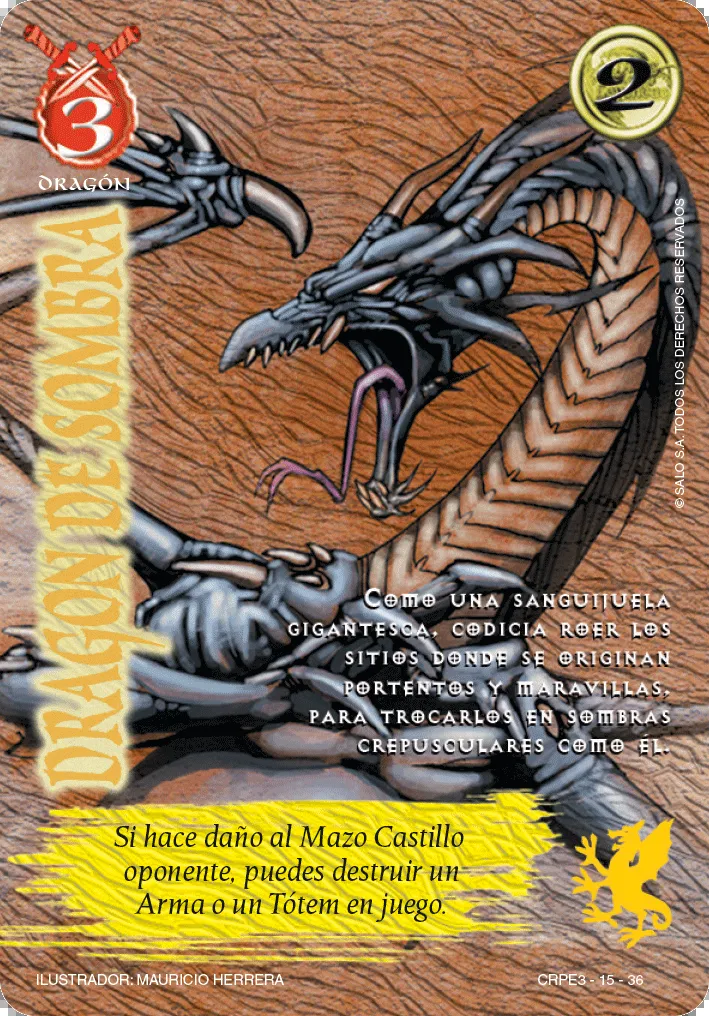 3
2
DRAGÓN
DRAGON DE SOMBRA
© SALO S.A. TODOS LOS DERECHOS RESERVADOS
COMO UNA SANGUIJUELA
GIGANTESCA, CODICIA ROER LOS
SITIOS DONDE SE ORIGINAN
PORTENTOS Y MARAVILLAS,
PARA TROCARLOS EN SOMBRAS
CREPUSCULARES COMO ÉL.
Si hace daño al Mazo Castillo
oponente, puedes destruir un
Arma o un Tótem en juego.
ILUSTRADOR: MAURICIO HERRERA
CRPE3 - 15 - 36